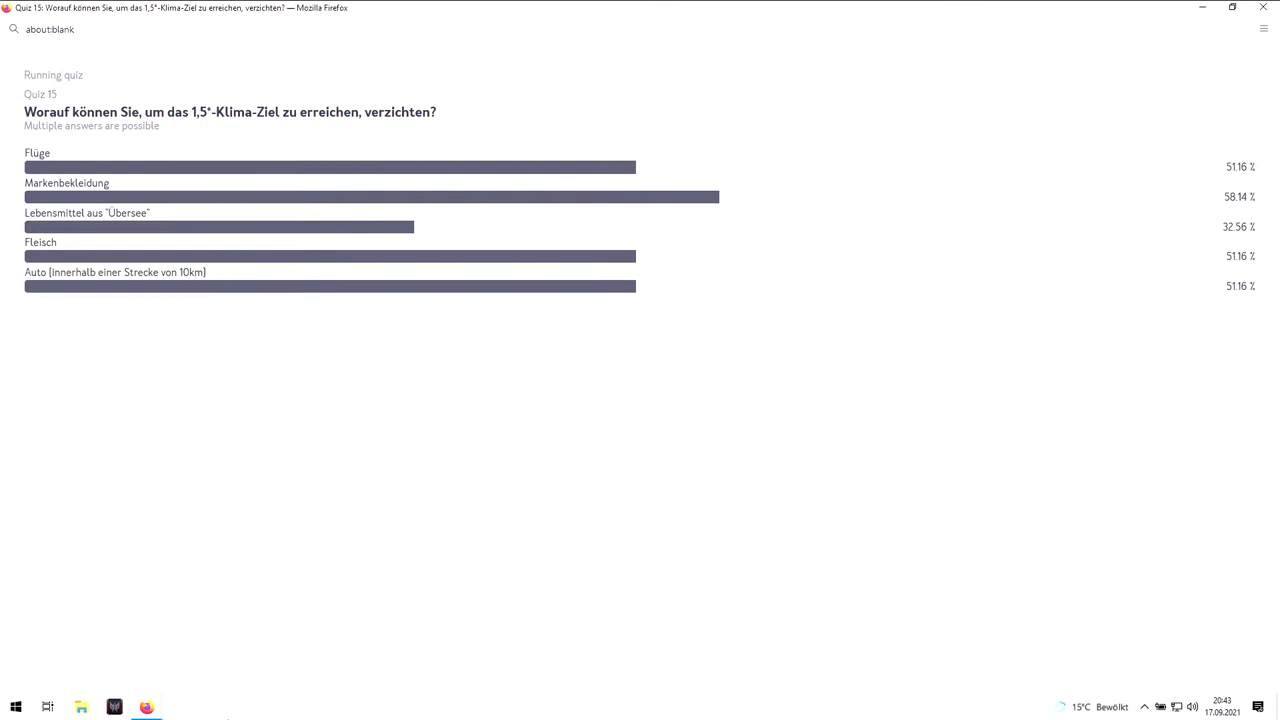 Quiz 15: Worauf können Sie, um das 1,5°-Klima-Ziel zu erreichen, verzichten? — Mozilla Firefox
about:blank
Running quiz
Quiz 15
Worauf können Sie, um das 1,5°-Klima-Ziel zu erreichen, verzichten?
Multiple answers are possible
Flüge
51.16 %
Markenbekleidung
58.14 %
Lebensmittel aus "Übersee"
32.56 %
Fleisch
51.16 %
Auto (innerhalb einer Strecke von 10km)
51.16 %
15°C Bewölkt
20:43
17.09.2021